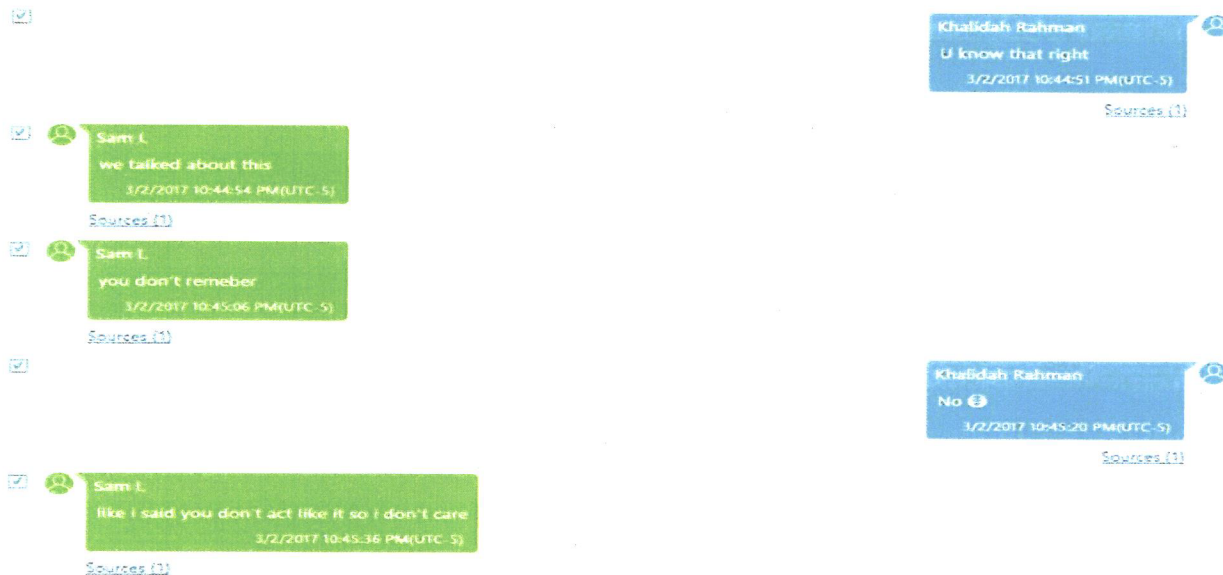 Khalidah Rahman
U know that right
3/2/2017 10:44:51 PM(UTC-5)
Sources (1)
Sam L
we talked about this
3/2/2017 10:44:54 PM(UTC-5)
Sources (1)
Sam L
you don't remeber
3/2/2017 10:45:06 PM(UTC-5)
Sources (1)
Khalidah Rahman
No
3/2/2017 10:45:20 PM(UTC-5)
Sources (1)
Sam L
like i said you don't act like it so i don't care
3/2/2017 10:45:36 PM(UTC-5)
Sources (1)